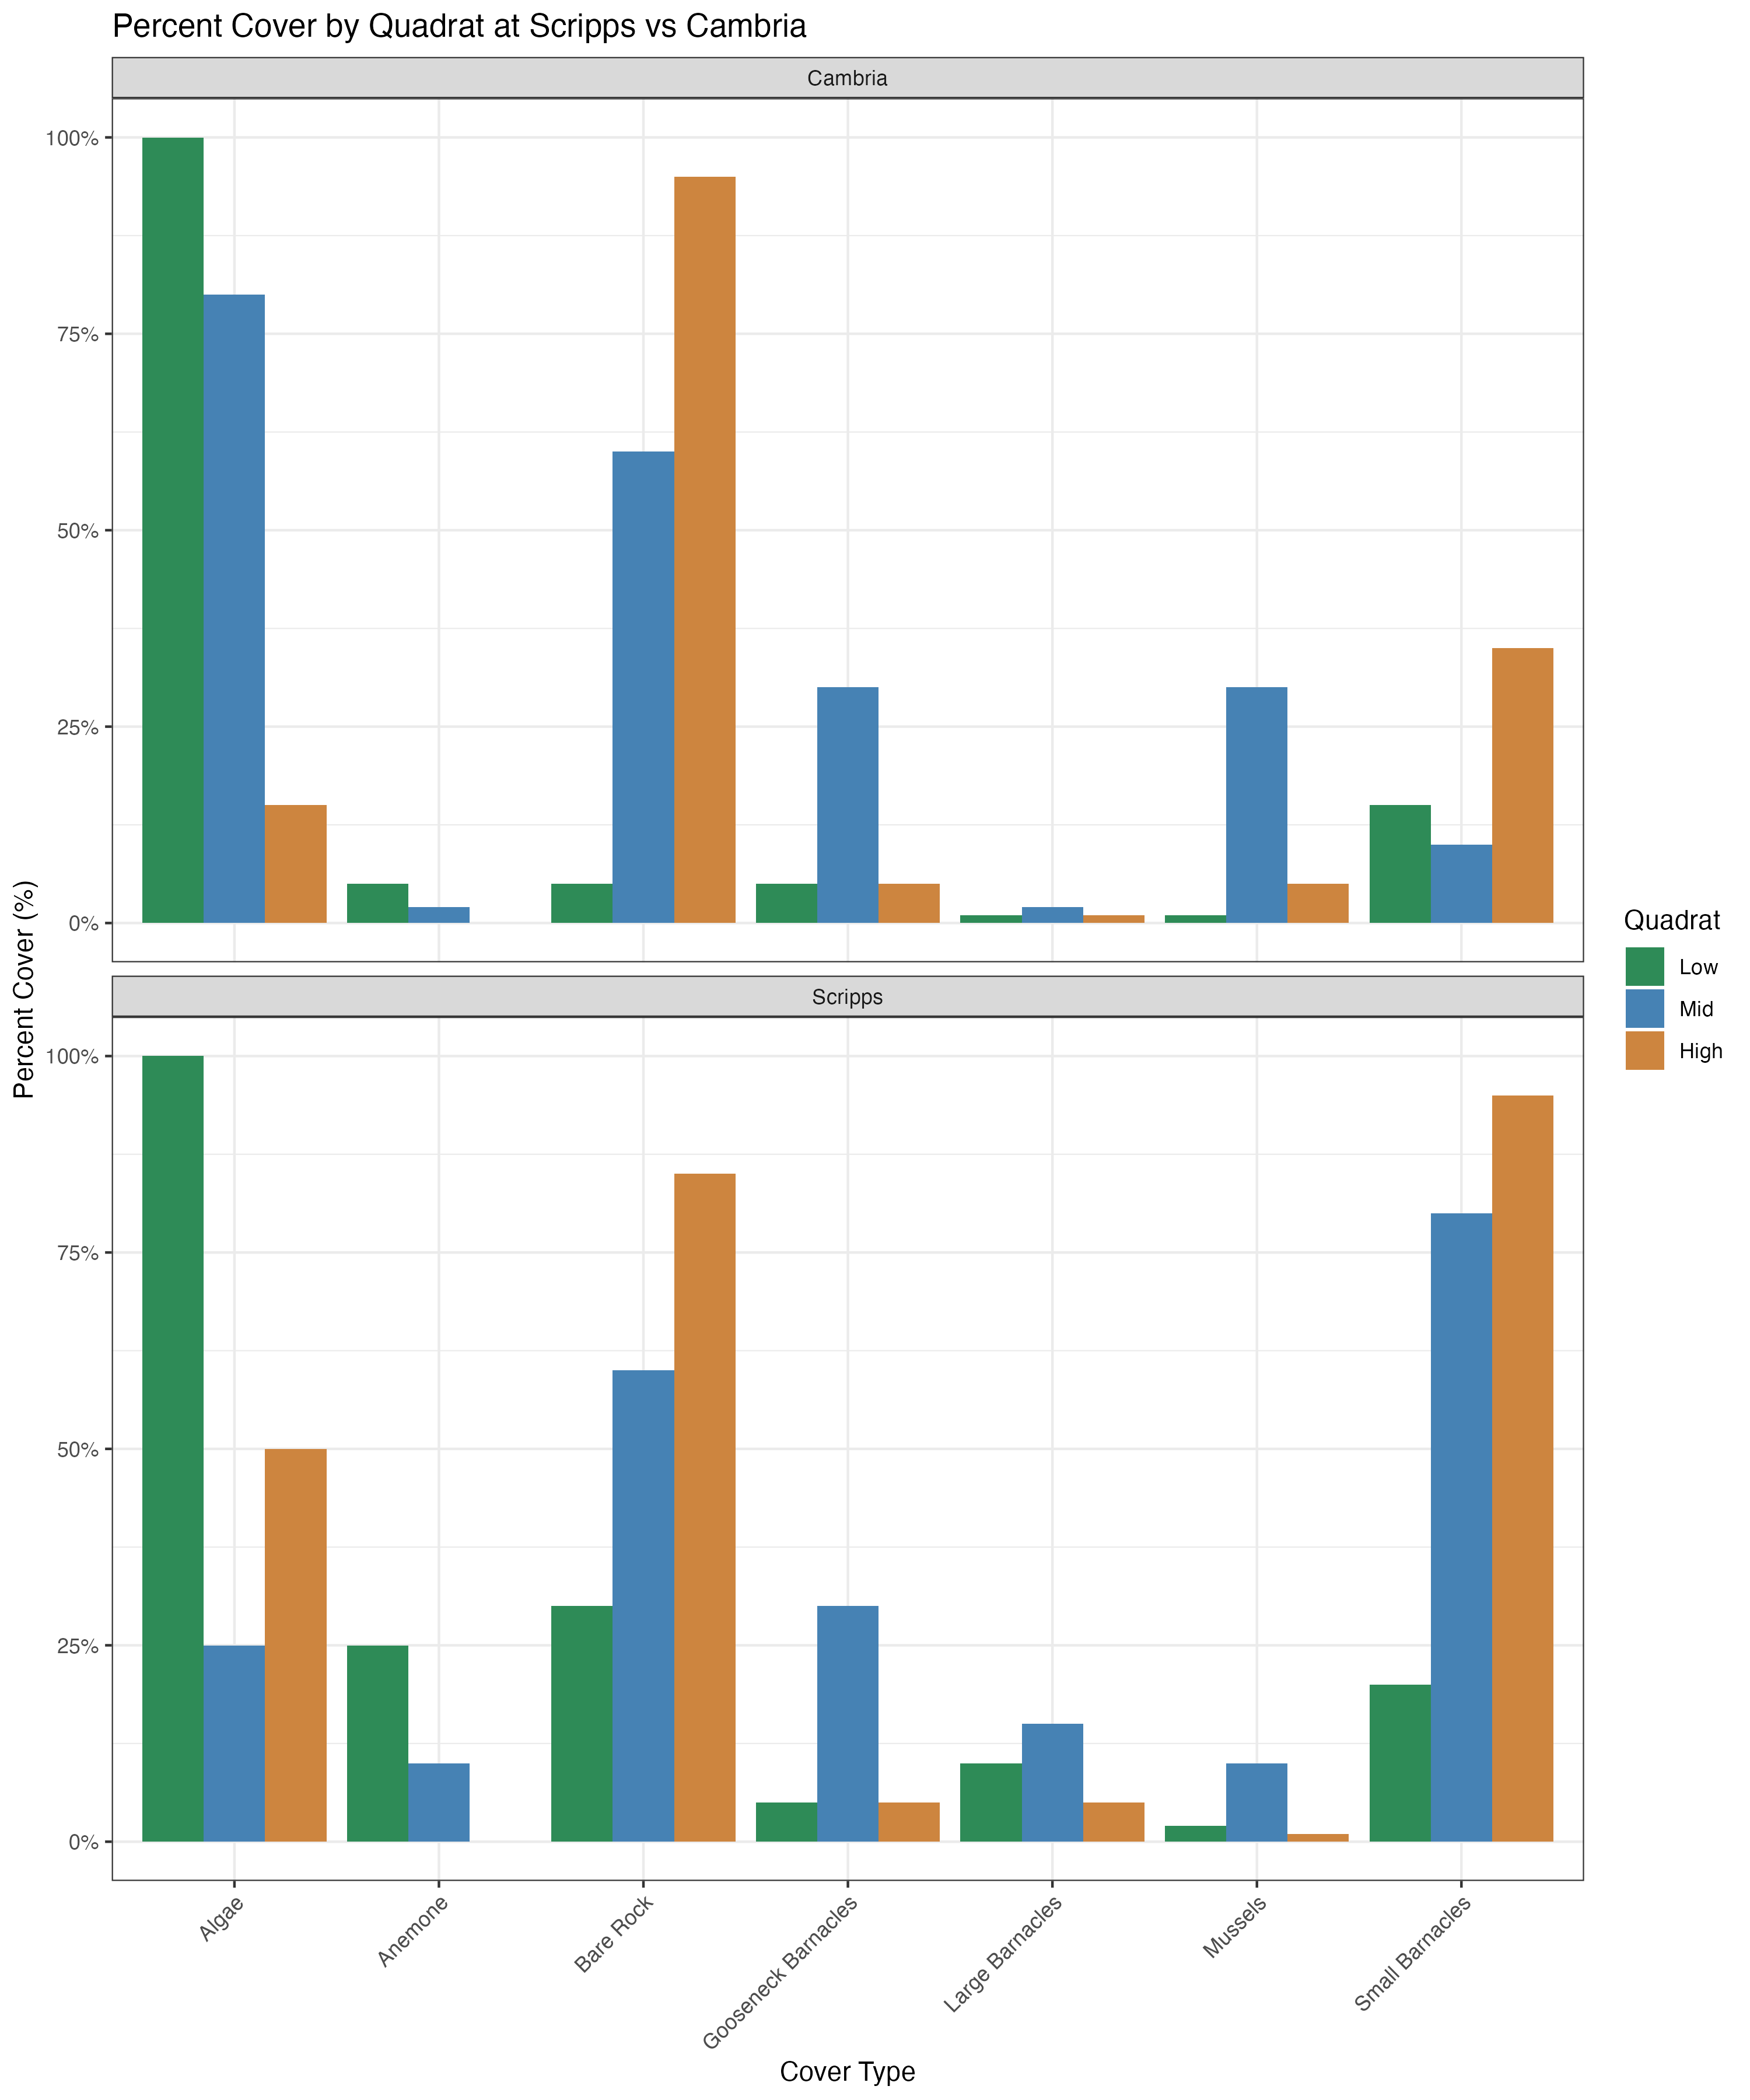 Percent Cover by Quadrat at Scripps vs Cambria
Cambria
100%
75%
50%
25%
0%
Scripps
100%
75%
50%
25%
0%
Percent Cover (%)
Algae
Anemone
Bare Rock
Gooseneck Barnacles
Large Barnacles
Mussels
Small Barnacles
Cover Type
Quadrat
Low
Mid
High